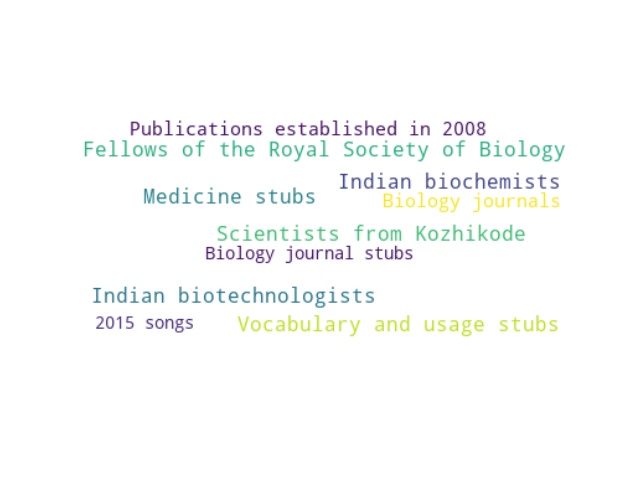 Publications established in 2008
Fellows of the Royal Society of Biology
Indian biochemists
Medicine stubs
Biology journals
Scientists from Kozhikode
Biology journal stubs
Indian biotechnologists
2015 songs
Vocabulary and usage stubs